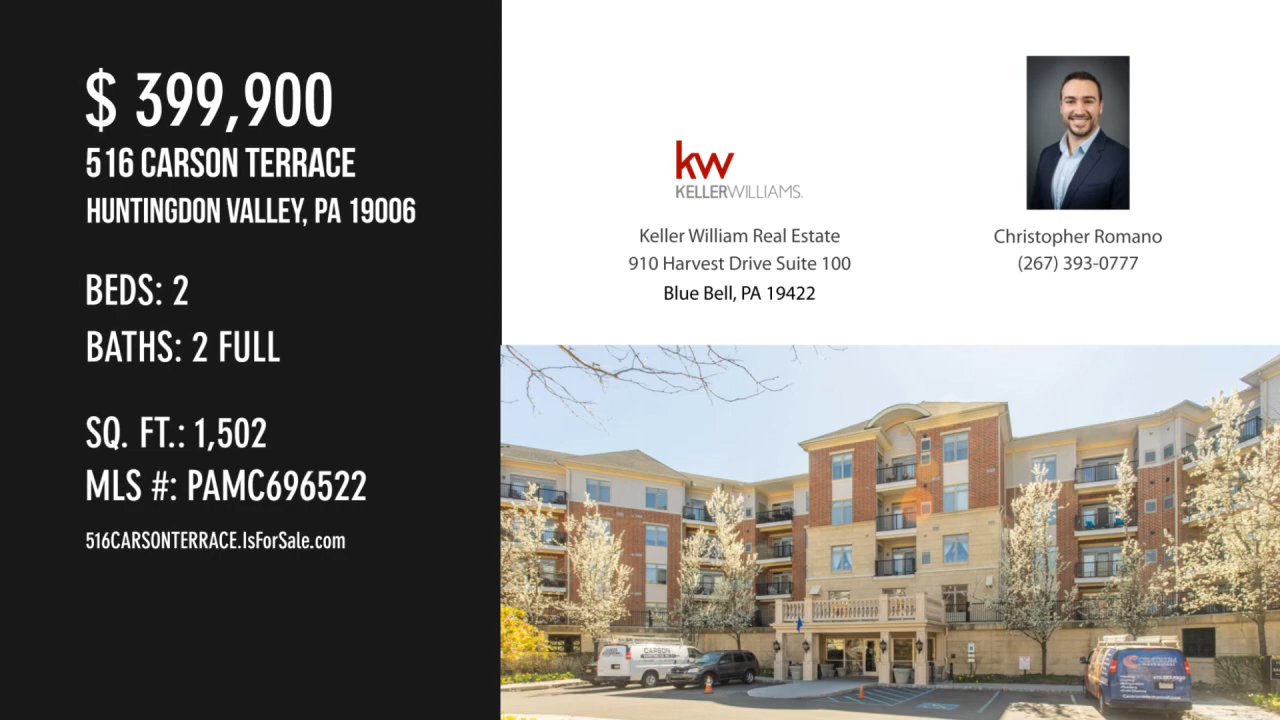 $ 399,900
516 CARSON TERRACE
HUNTINGDON VALLEY, PA 19006
BEDS: 2
BATHS: 2 FULL
SQ. FT.: 1,502
MLS #: PAMC696522
516CARSONTERRACE.IsForSale.com
kw
KELLERWILLIAMS.
Keller William Real Estate
910 Harvest Drive Suite 100
Blue Bell, PA 19422
Christopher Romano
(267) 393-0777
CARSON